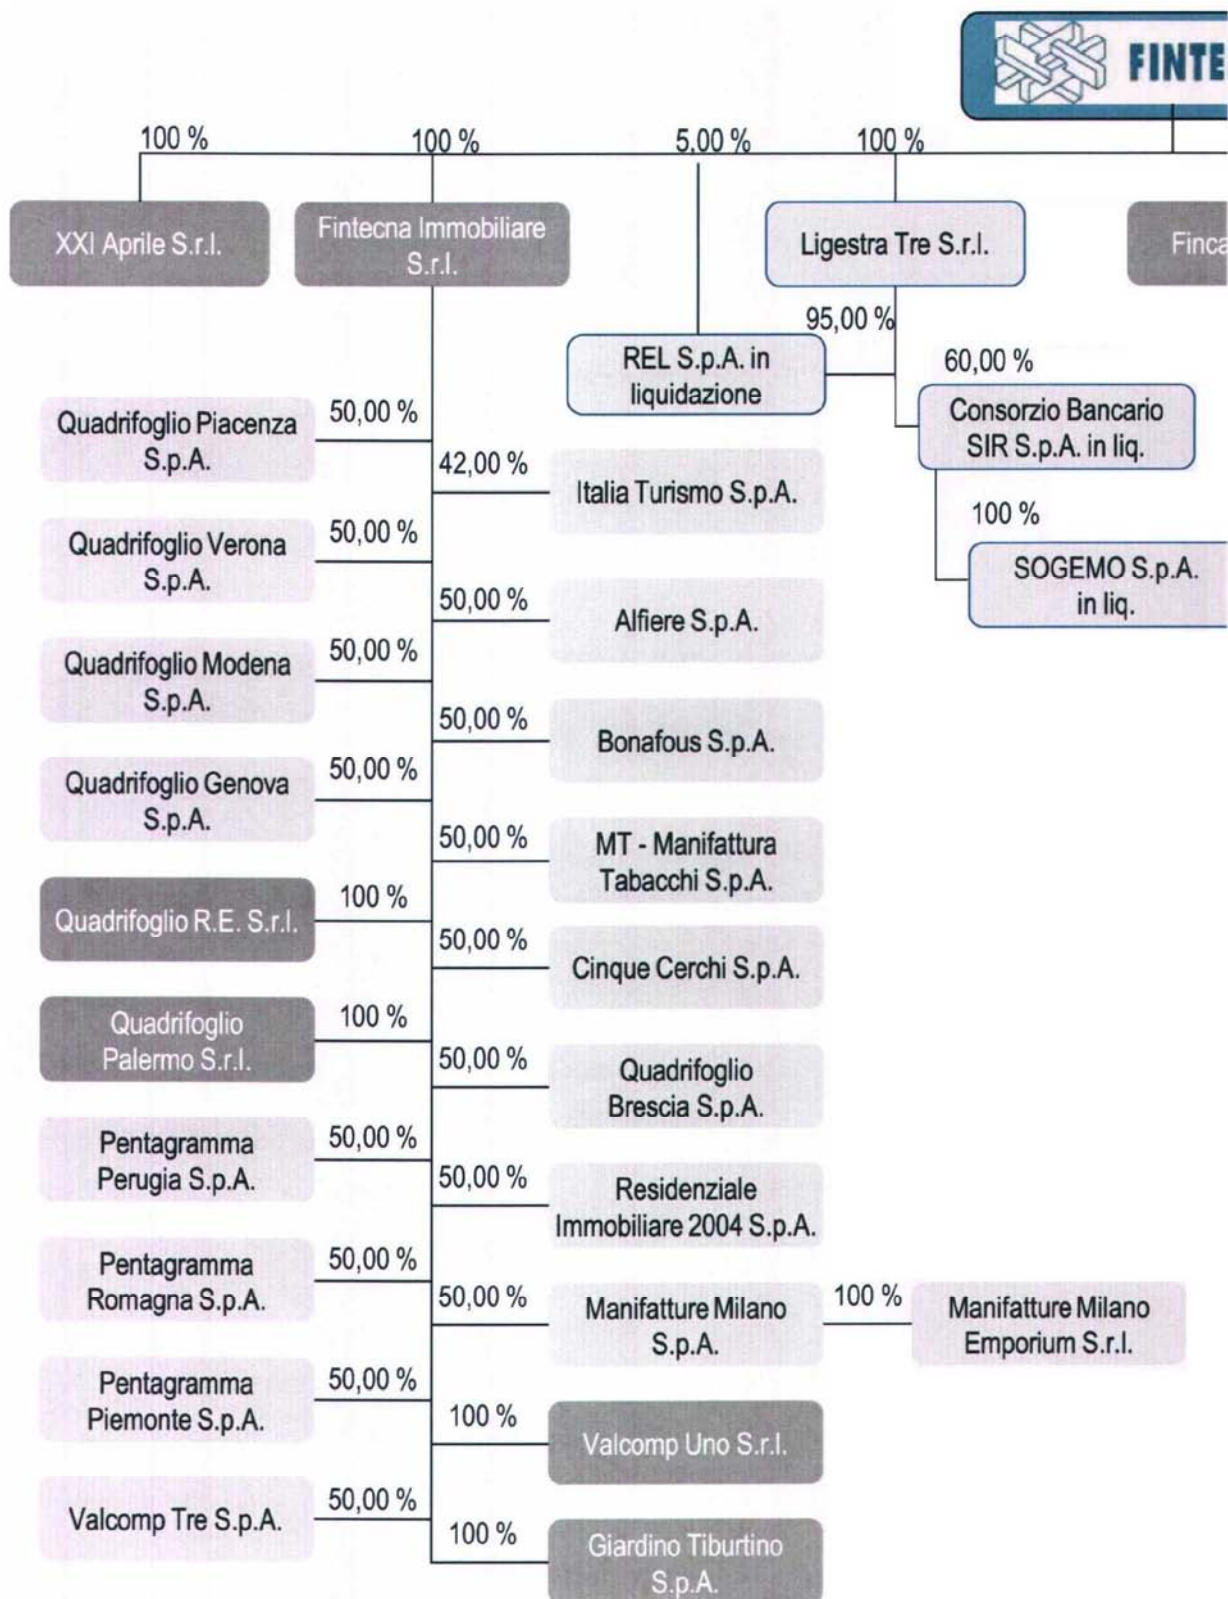 FINTE
100 %
100 %
5,00 %
100 %
XXI Aprile S.r.l.
Fintecna Immobiliare
S.r.l.
Ligestra Tre S.r.l.
Finca
95,00 %
REL S.p.A. in
liquidazione
60,00 %
Consorzio Bancario
SIR S.p.A. in liq.
100 %
SOGEMO S.p.A.
in liq.
Quadrifoglio Piacenza
S.p.A.
50,00 %
42,00 %
Italia Turismo S.p.A.
Quadrifoglio Verona
S.p.A.
50,00 %
50,00 %
Alfiere S.p.A.
Quadrifoglio Modena
S.p.A.
50,00 %
50,00 %
Bonafous S.p.A.
Quadrifoglio Genova
S.p.A.
50,00 %
50,00 %
MT - Manifattura
Tabacchi S.p.A.
Quadrifoglio R.E. S.r.l.
100 %
50,00 %
Cinque Cerchi S.p.A.
Quadrifoglio
Palermo S.r.l.
100 %
50,00 %
Quadrifoglio
Brescia S.p.A.
Pentagramma
Perugia S.p.A.
50,00 %
50,00 %
Residenziale
Immobiliare 2004 S.p.A.
Pentagramma
Romagna S.p.A.
50,00 %
50,00 %
Manifatture Milano
S.p.A.
100 %
Manifatture Milano
Emporium S.r.l.
Pentagramma
Piemonte S.p.A.
50,00 %
100 %
Valcomp Uno S.r.l.
Valcomp Tre S.p.A.
50,00 %
100 %
Giardino Tiburtino
S.p.A.